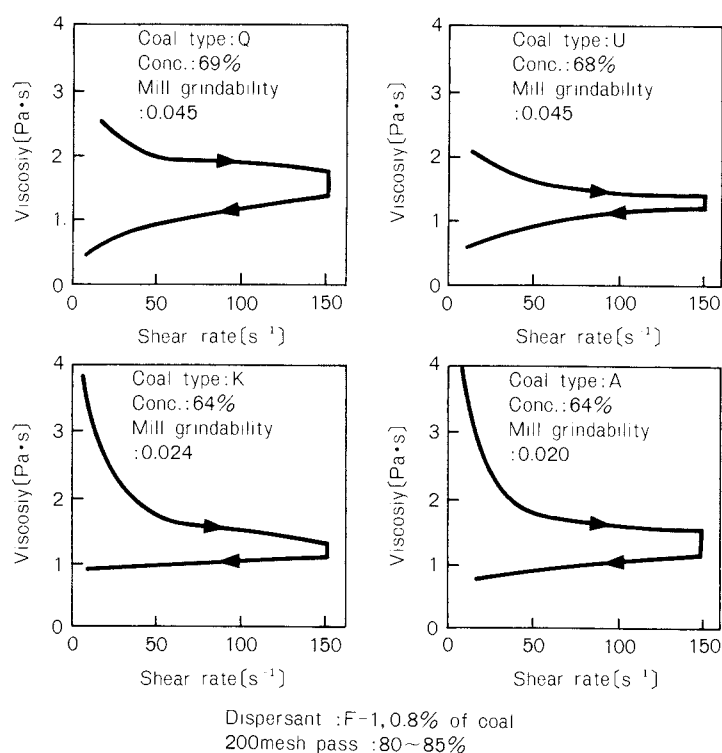 4
3
2
1
0
Viscosiy[Pa•s]
Coal type:Q
Conc.:69%
Mill grindability
:0.045
0 50 100 150
Shear rate[s⁻¹]
4
3
2
1
0
Viscosiy[Pa•s]
Coal type:U
Conc.:68%
Mill grindability
:0.045
0 50 100 150
Shear rate[s⁻¹]
4
3
2
1
0
Viscosiy[Pa•s]
Coal type:K
Conc.:64%
Mill grindability
:0.024
0 50 100 150
Shear rate[s⁻¹]
4
3
2
1
0
Viscosiy[Pa•s]
Coal type:A
Conc.:64%
Mill grindability
:0.020
0 50 100 150
Shear rate[s⁻¹]
Dispersant :F-1,0.8% of coal
200mesh pass :80~85%